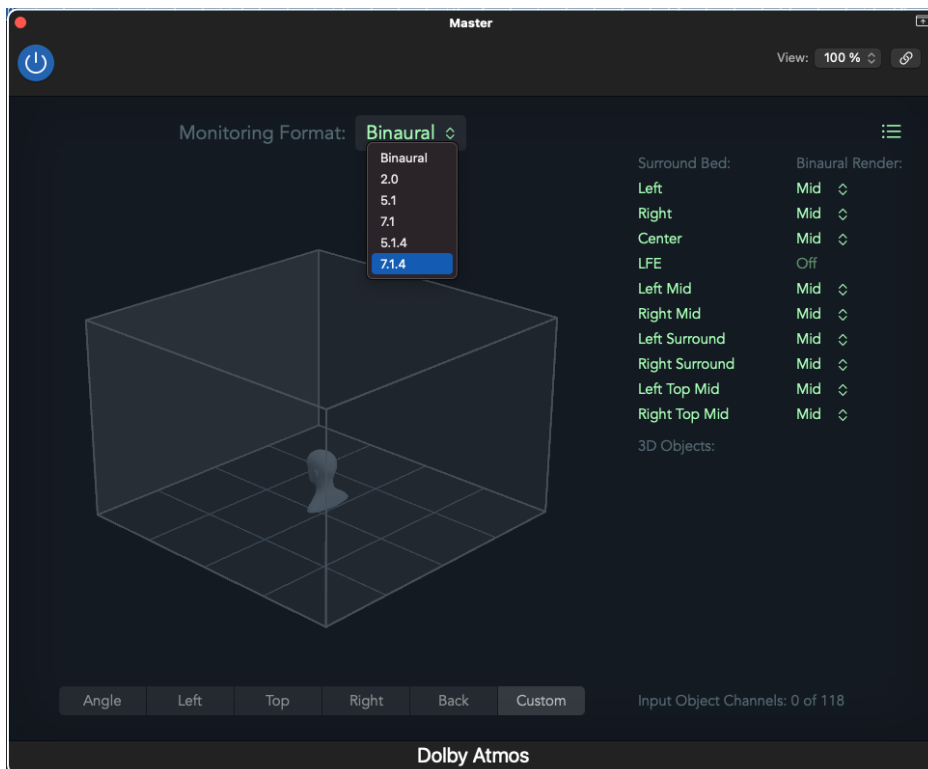 Master
View: 100 %
Monitoring Format: Binaural
Binaural
2.0
5.1
7.1
5.1.4
7.1.4
Surround Bed: Binaural Render:
Left Mid
Right Mid
Center Mid
LFE Off
Left Mid Mid
Right Mid Mid
Left Surround Mid
Right Surround Mid
Left Top Mid Mid
Right Top Mid Mid
3D Objects:
Angle Left Top Right Back Custom
Input Object Channels: 0 of 118
Dolby Atmos